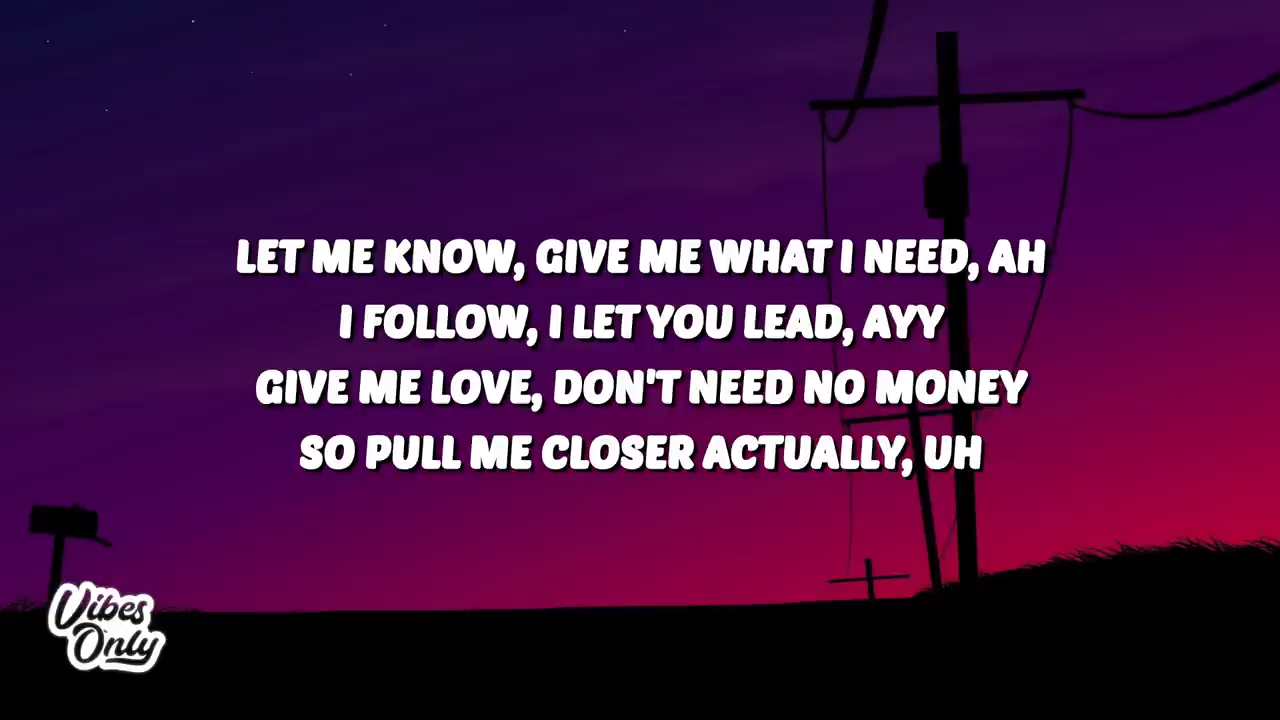 LET ME KNOW, GIVE ME WHAT I NEED, AH
I FOLLOW, I LET YOU LEAD, AYY
GIVE ME LOVE, DON'T NEED NO MONEY
SO PULL ME CLOSER ACTUALLY, UH
Vibes
Only